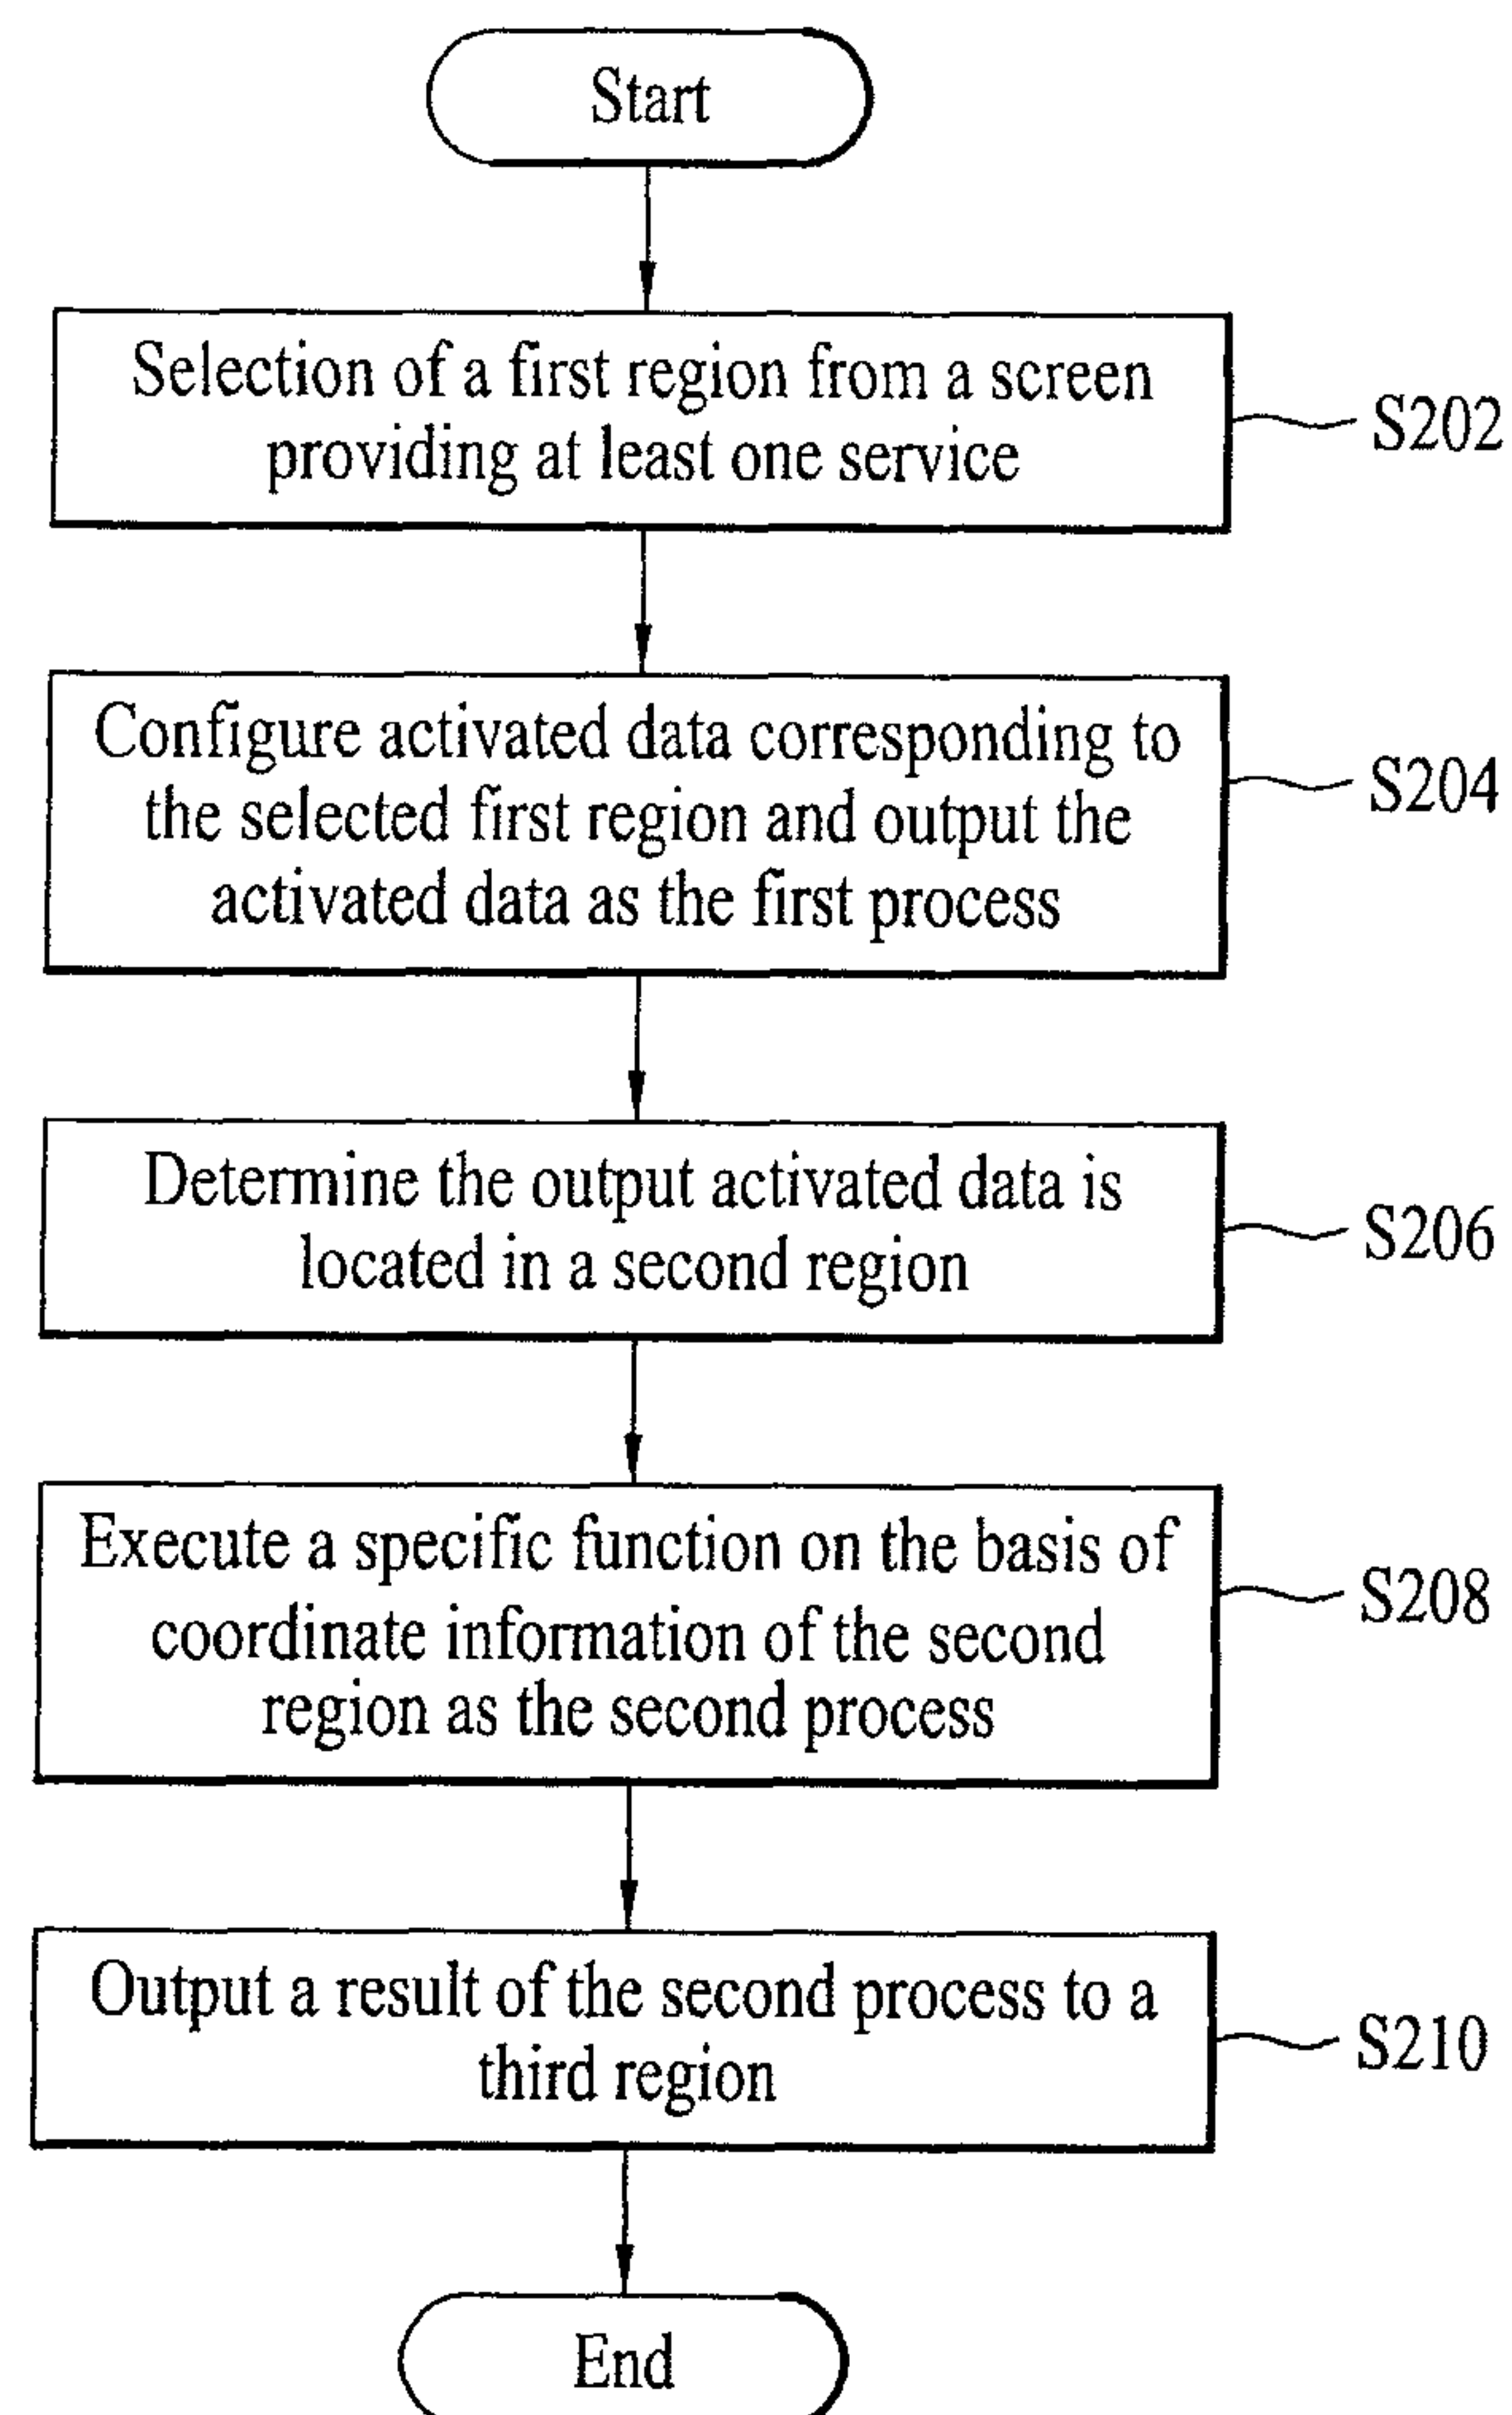 Start
Selection of a first region from a screen
providing at least one service
S202
Configure activated data corresponding to
the selected first region and output the
activated data as the first process
S204
Determine the output activated data is
located in a second region
S206
Execute a specific function on the basis of
coordinate information of the second
region as the second process
S208
Output a result of the second process to a
third region
S210
End